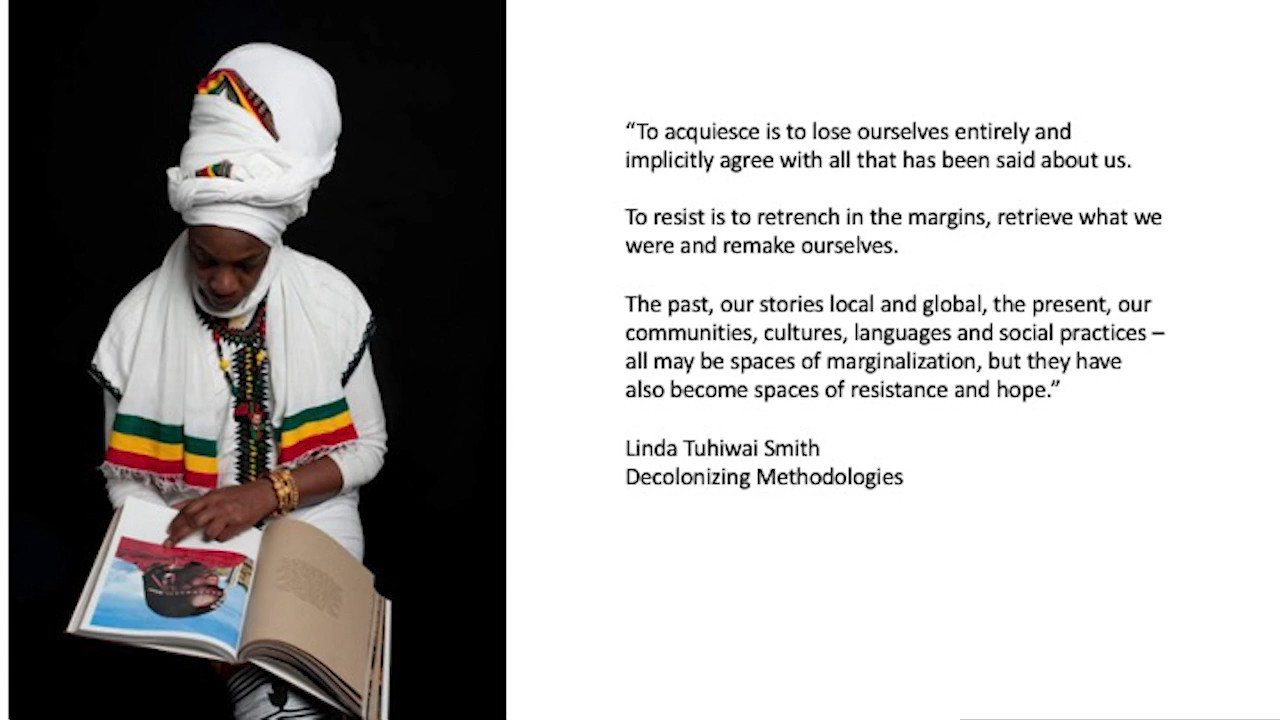 “To acquiesce is to lose ourselves entirely and
implicitly agree with all that has been said about us.
To resist is to retrench in the margins, retrieve what we
were and remake ourselves.
The past, our stories local and global, the present, our
communities, cultures, languages and social practices –
all may be spaces of marginalization, but they have
also become spaces of resistance and hope.”
Linda Tuhiwai Smith
Decolonizing Methodologies